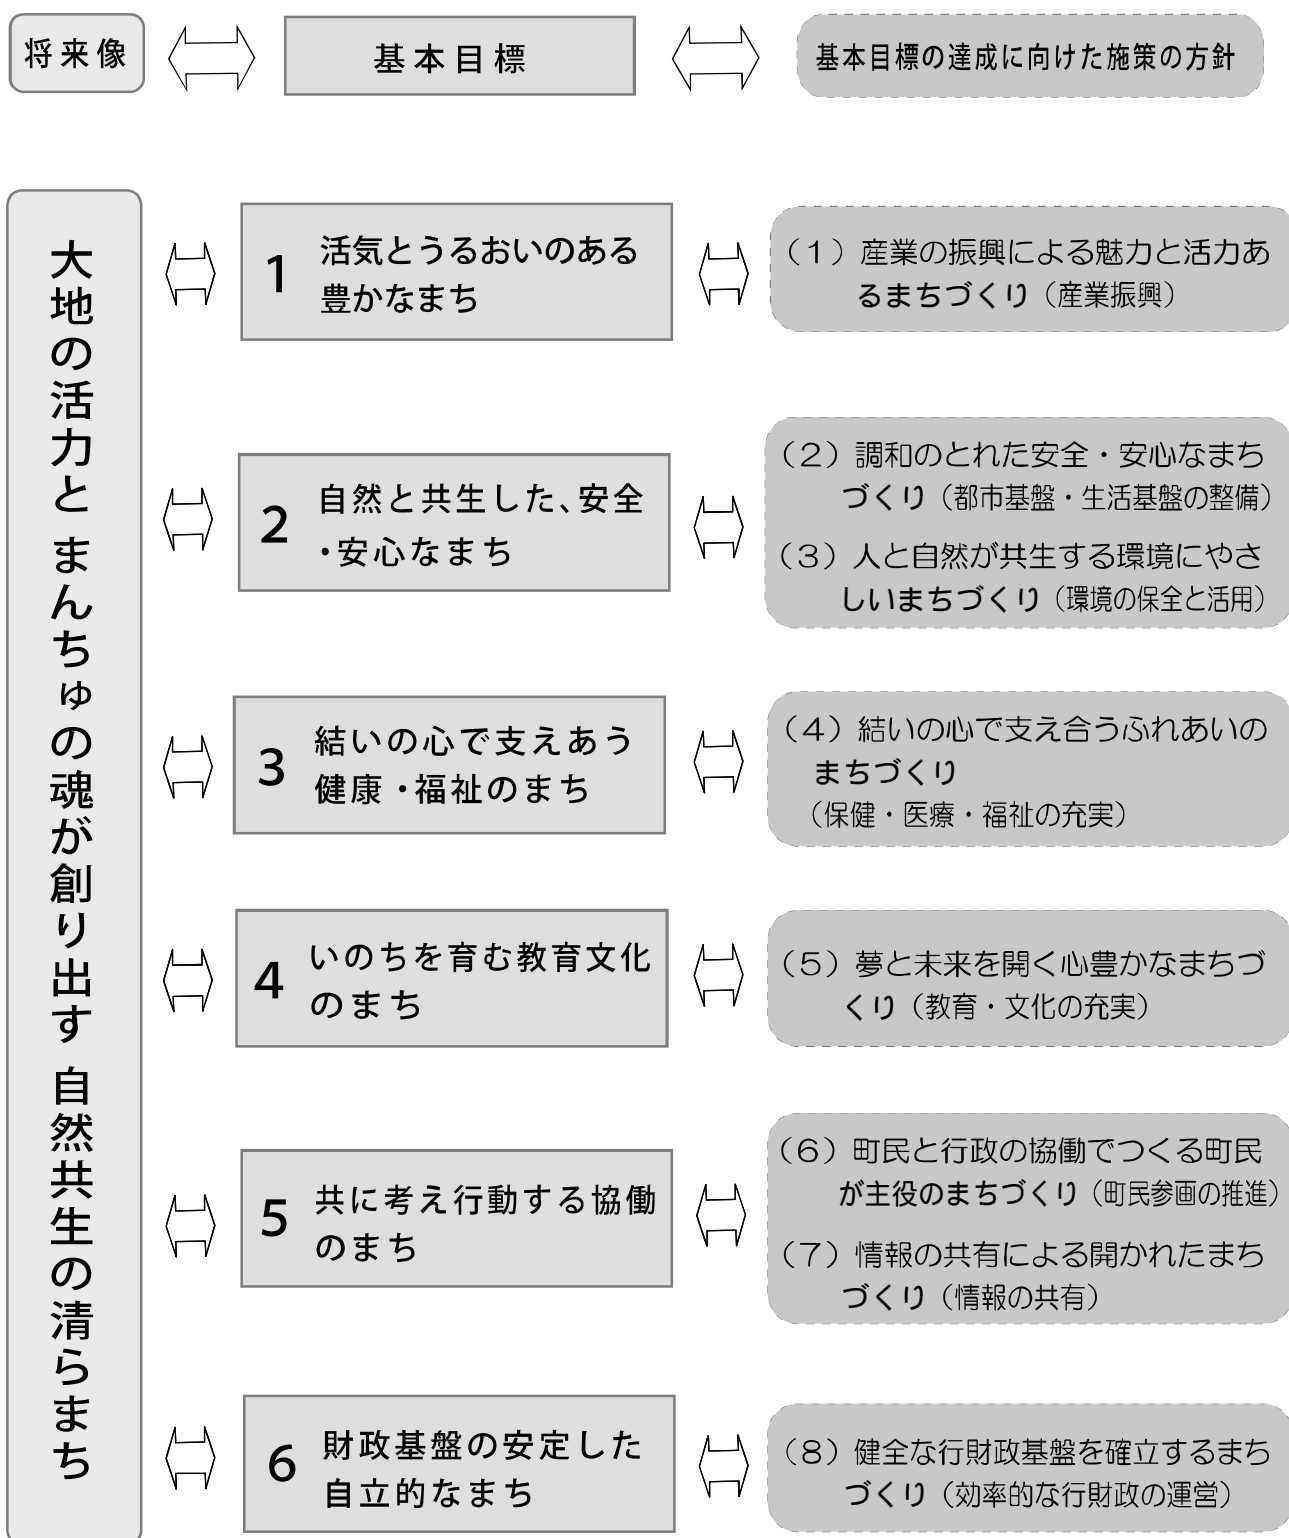 将来像
基本目標
基本目標の達成に向けた施策の方針
大地の活力と まんちゅの魂が創り出す 自然共生の清らまち
1 活気とうるおいのある
豊かなまち
(1)産業の振興による魅力と活力あ
るまちづくり(産業振興)
2 自然と共生した、安全
・安心なまち
(2)調和のとれた安全・安心なまち
づくり(都市基盤・生活基盤の整備)
(3)人と自然が共生する環境にやさ
しいまちづくり(環境の保全と活用)
3 結いの心で支えあう
健康・福祉のまち
(4)結いの心で支え合うふれあいの
まちづくり
(保健・医療・福祉の充実)
4 いのちを育む教育文化
のまち
(5)夢と未来を開く心豊かなまちづ
くり(教育・文化の充実)
5 共に考え行動する協働
のまち
(6)町民と行政の協働でつくる町民
が主役のまちづくり(町民参画の推進)
(7)情報の共有による開かれたまち
づくり(情報の共有)
6 財政基盤の安定した
自立的なまち
(8)健全な行財政基盤を確立するまち
づくり(効率的な行財政の運営)